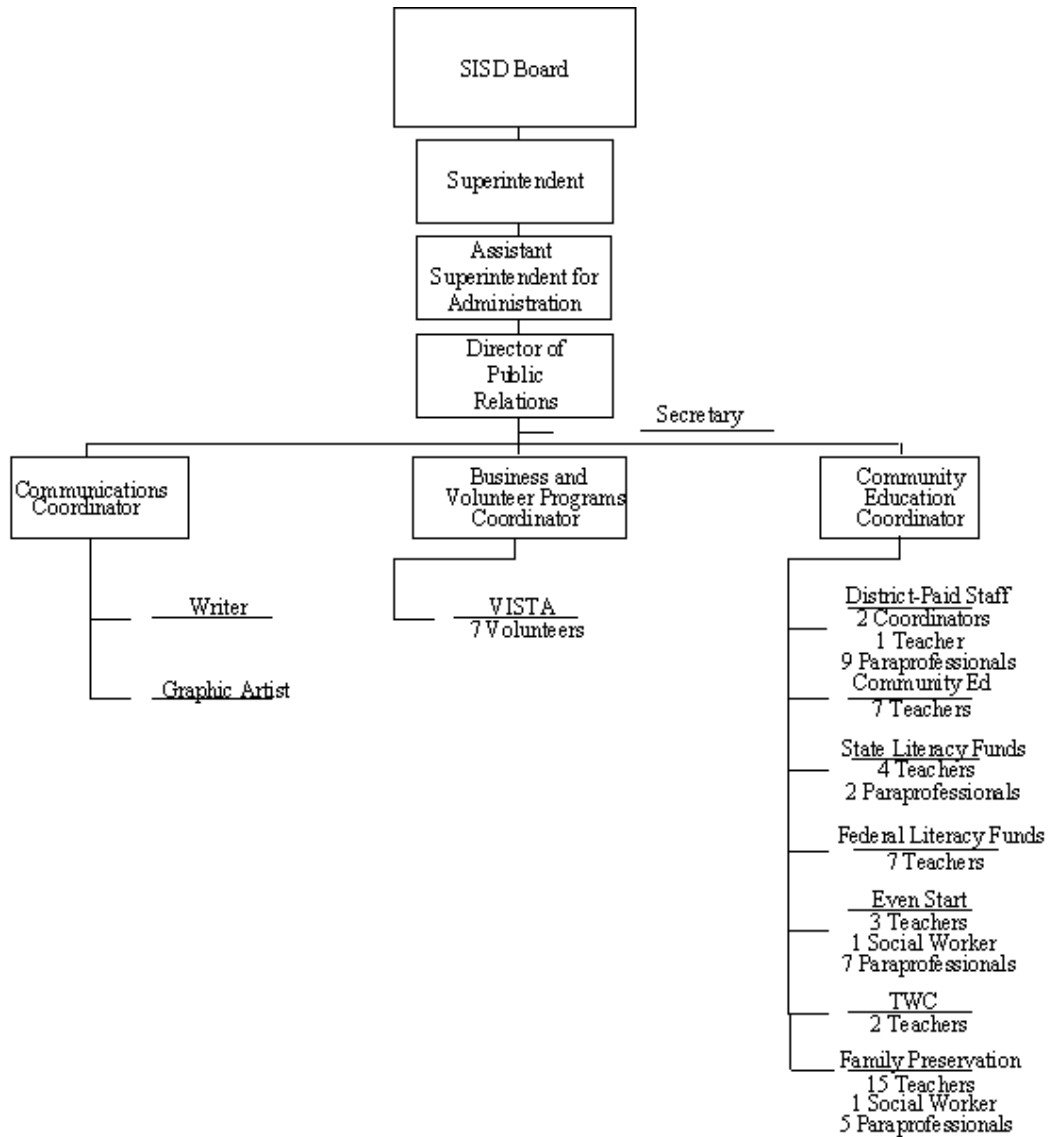 SISD Board
Superintendent
Assistant
Superintendent for
Administration
Director of
Public
Relations
Secretary
Communications
Coordinator
Business and
Volunteer Programs
Coordinator
Community
Education
Coordinator
Writer
Graphic Artist
VISTA
7 Volunteers
District-Paid Staff
2 Coordinators
1 Teacher
9 Paraprofessionals
Community Ed
7 Teachers
State Literacy Funds
4 Teachers
2 Paraprofessionals
Federal Literacy Funds
7 Teachers
Even Start
3 Teachers
1 Social Worker
7 Paraprofessionals
TWC
2 Teachers
Family Preservation
15 Teachers
1 Social Worker
5 Paraprofessionals